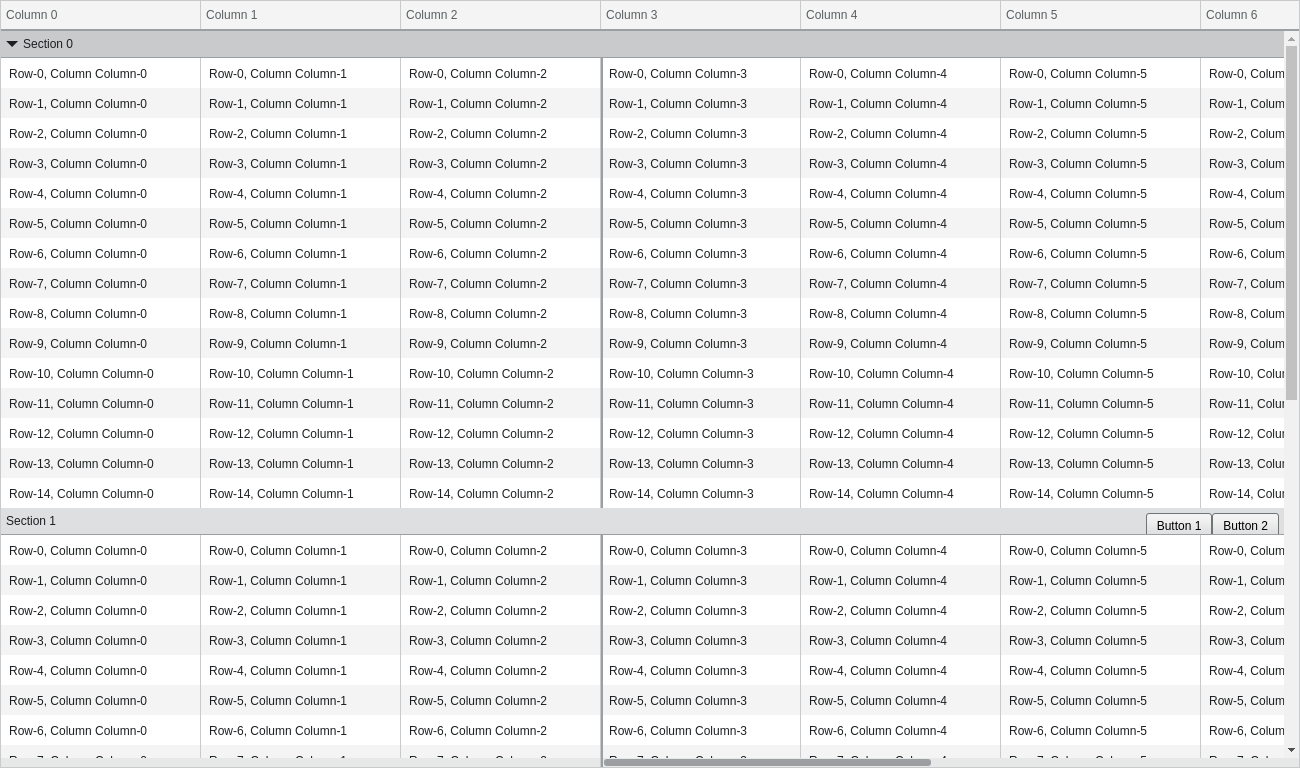 Column 0 Column 1 Column 2 Column 3 Column 4 Column 5 Column 6
Section 0
Row-0, Column Column-0 Row-0, Column Column-1 Row-0, Column Column-2 Row-0, Column Column-3 Row-0, Column Column-4 Row-0, Column Column-5 Row-0, Colum
Row-1, Column Column-0 Row-1, Column Column-1 Row-1, Column Column-2 Row-1, Column Column-3 Row-1, Column Column-4 Row-1, Column Column-5 Row-1, Colum
Row-2, Column Column-0 Row-2, Column Column-1 Row-2, Column Column-2 Row-2, Column Column-3 Row-2, Column Column-4 Row-2, Column Column-5 Row-2, Colum
Row-3, Column Column-0 Row-3, Column Column-1 Row-3, Column Column-2 Row-3, Column Column-3 Row-3, Column Column-4 Row-3, Column Column-5 Row-3, Colum
Row-4, Column Column-0 Row-4, Column Column-1 Row-4, Column Column-2 Row-4, Column Column-3 Row-4, Column Column-4 Row-4, Column Column-5 Row-4, Colum
Row-5, Column Column-0 Row-5, Column Column-1 Row-5, Column Column-2 Row-5, Column Column-3 Row-5, Column Column-4 Row-5, Column Column-5 Row-5, Colum
Row-6, Column Column-0 Row-6, Column Column-1 Row-6, Column Column-2 Row-6, Column Column-3 Row-6, Column Column-4 Row-6, Column Column-5 Row-6, Colum
Row-7, Column Column-0 Row-7, Column Column-1 Row-7, Column Column-2 Row-7, Column Column-3 Row-7, Column Column-4 Row-7, Column Column-5 Row-7, Colum
Row-8, Column Column-0 Row-8, Column Column-1 Row-8, Column Column-2 Row-8, Column Column-3 Row-8, Column Column-4 Row-8, Column Column-5 Row-8, Colum
Row-9, Column Column-0 Row-9, Column Column-1 Row-9, Column Column-2 Row-9, Column Column-3 Row-9, Column Column-4 Row-9, Column Column-5 Row-9, Colum
Row-10, Column Column-0 Row-10, Column Column-1 Row-10, Column Column-2 Row-10, Column Column-3 Row-10, Column Column-4 Row-10, Column Column-5 Row-10, Colu
Row-11, Column Column-0 Row-11, Column Column-1 Row-11, Column Column-2 Row-11, Column Column-3 Row-11, Column Column-4 Row-11, Column Column-5 Row-11, Colu
Row-12, Column Column-0 Row-12, Column Column-1 Row-12, Column Column-2 Row-12, Column Column-3 Row-12, Column Column-4 Row-12, Column Column-5 Row-12, Colu
Row-13, Column Column-0 Row-13, Column Column-1 Row-13, Column Column-2 Row-13, Column Column-3 Row-13, Column Column-4 Row-13, Column Column-5 Row-13, Colu
Row-14, Column Column-0 Row-14, Column Column-1 Row-14, Column Column-2 Row-14, Column Column-3 Row-14, Column Column-4 Row-14, Column Column-5 Row-14, Colu
Section 1 Button 1 Button 2
Row-0, Column Column-0 Row-0, Column Column-1 Row-0, Column Column-2 Row-0, Column Column-3 Row-0, Column Column-4 Row-0, Column Column-5 Row-0, Colum
Row-1, Column Column-0 Row-1, Column Column-1 Row-1, Column Column-2 Row-1, Column Column-3 Row-1, Column Column-4 Row-1, Column Column-5 Row-1, Colum
Row-2, Column Column-0 Row-2, Column Column-1 Row-2, Column Column-2 Row-2, Column Column-3 Row-2, Column Column-4 Row-2, Column Column-5 Row-2, Colum
Row-3, Column Column-0 Row-3, Column Column-1 Row-3, Column Column-2 Row-3, Column Column-3 Row-3, Column Column-4 Row-3, Column Column-5 Row-3, Colum
Row-4, Column Column-0 Row-4, Column Column-1 Row-4, Column Column-2 Row-4, Column Column-3 Row-4, Column Column-4 Row-4, Column Column-5 Row-4, Colum
Row-5, Column Column-0 Row-5, Column Column-1 Row-5, Column Column-2 Row-5, Column Column-3 Row-5, Column Column-4 Row-5, Column Column-5 Row-5, Colum
Row-6, Column Column-0 Row-6, Column Column-1 Row-6, Column Column-2 Row-6, Column Column-3 Row-6, Column Column-4 Row-6, Column Column-5 Row-6, Colum